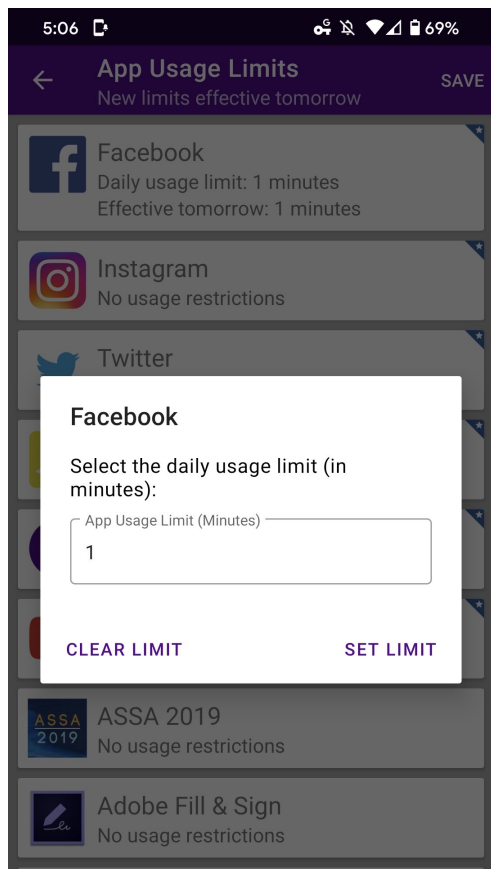 5:06
G
69%
App Usage Limits
New limits effective tomorrow
SAVE
Facebook
Daily usage limit: 1 minutes
Effective tomorrow: 1 minutes
Instagram
No usage restrictions
Twitter
Facebook
Select the daily usage limit (in
minutes):
App Usage Limit (Minutes)
1
CLEAR LIMIT
SET LIMIT
ASSA
2019
ASSA 2019
No usage restrictions
Adobe Fill & Sign
No usage restrictions